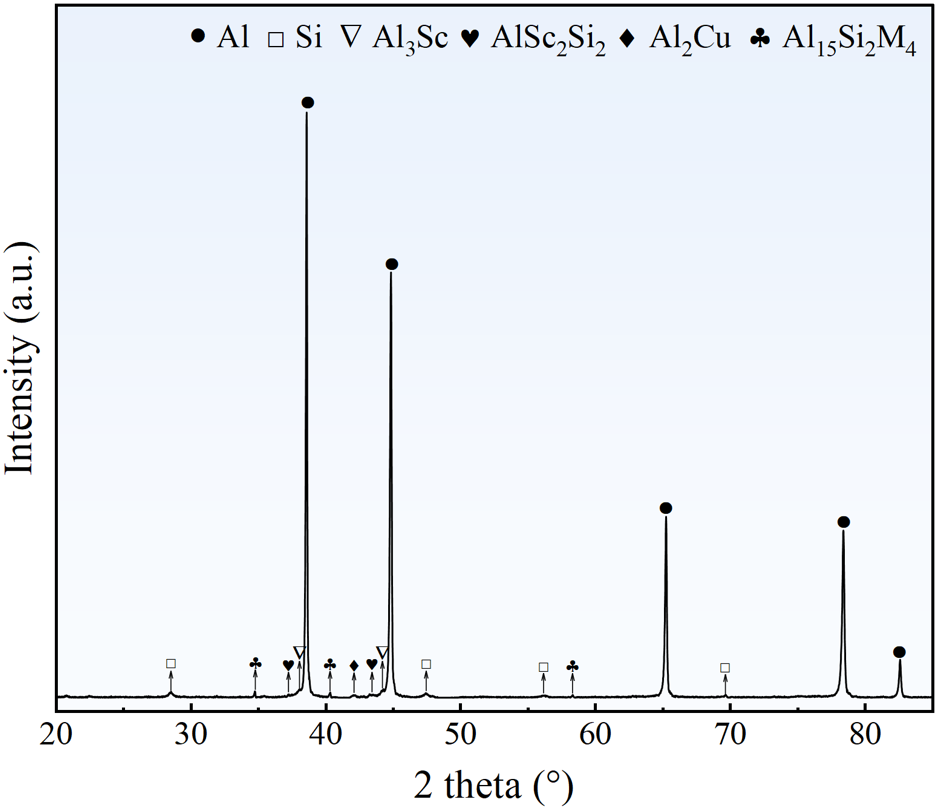 ● Al □ Si ▽ Al₃Sc ♥ AlSc₂Si₂ ♦ Al₂Cu ♣ Al₁₅Si₂M₄
Intensity (a.u.)
20 30 40 50 60 70 80
2 theta (°)